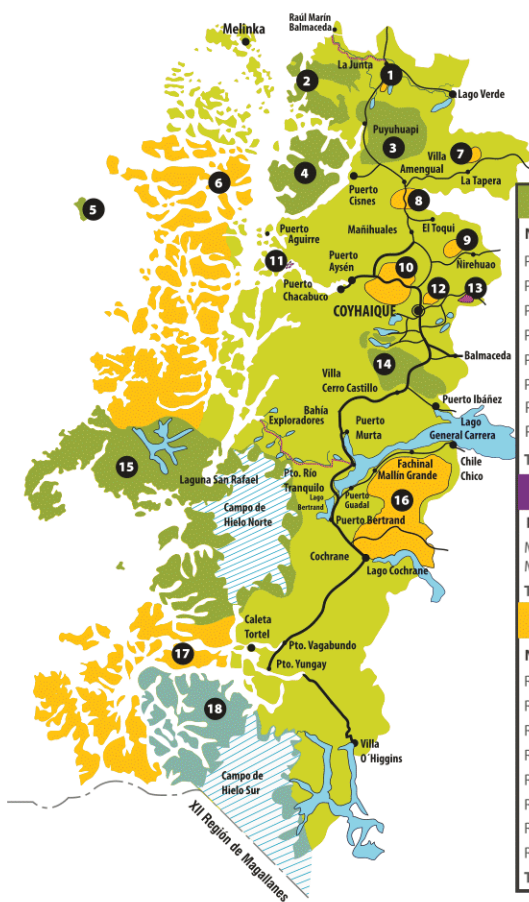 Raúl Marín
Balmaceda
Melinka
La Junta
1
2
Lago Verde
Puyuhuapi
3
Villa
Amengual
7
La Tapera
4
6
Puerto
Cisnes
8
5
El Toqui
Puerto
Aguirre
Mañihuales
9
11
Puerto
Aysén
10
Ñirehuao
Puerto
Chacabuco
12
13
COYHAIQUE
Balmaceda
14
Villa
Cerro Castillo
Puerto Ibáñez
Bahía
Exploradores
Puerto
Murta
Lago
General Carrera
15
Laguna San Rafael
Pto. Río
Tranquilo
Fachinal
Mallín Grande
Chile
Chico
Lago
Bertrand
Puerto
Guadal
16
Campo de
Hielo Norte
Puerto Bertrand
Cochrane
Lago Cochrane
Caleta
Tortel
17
Pto. Vagabundo
Pto. Yungay
18
Villa
O´Higgins
Campo de
Hielo Sur
XII Región de Magallanes